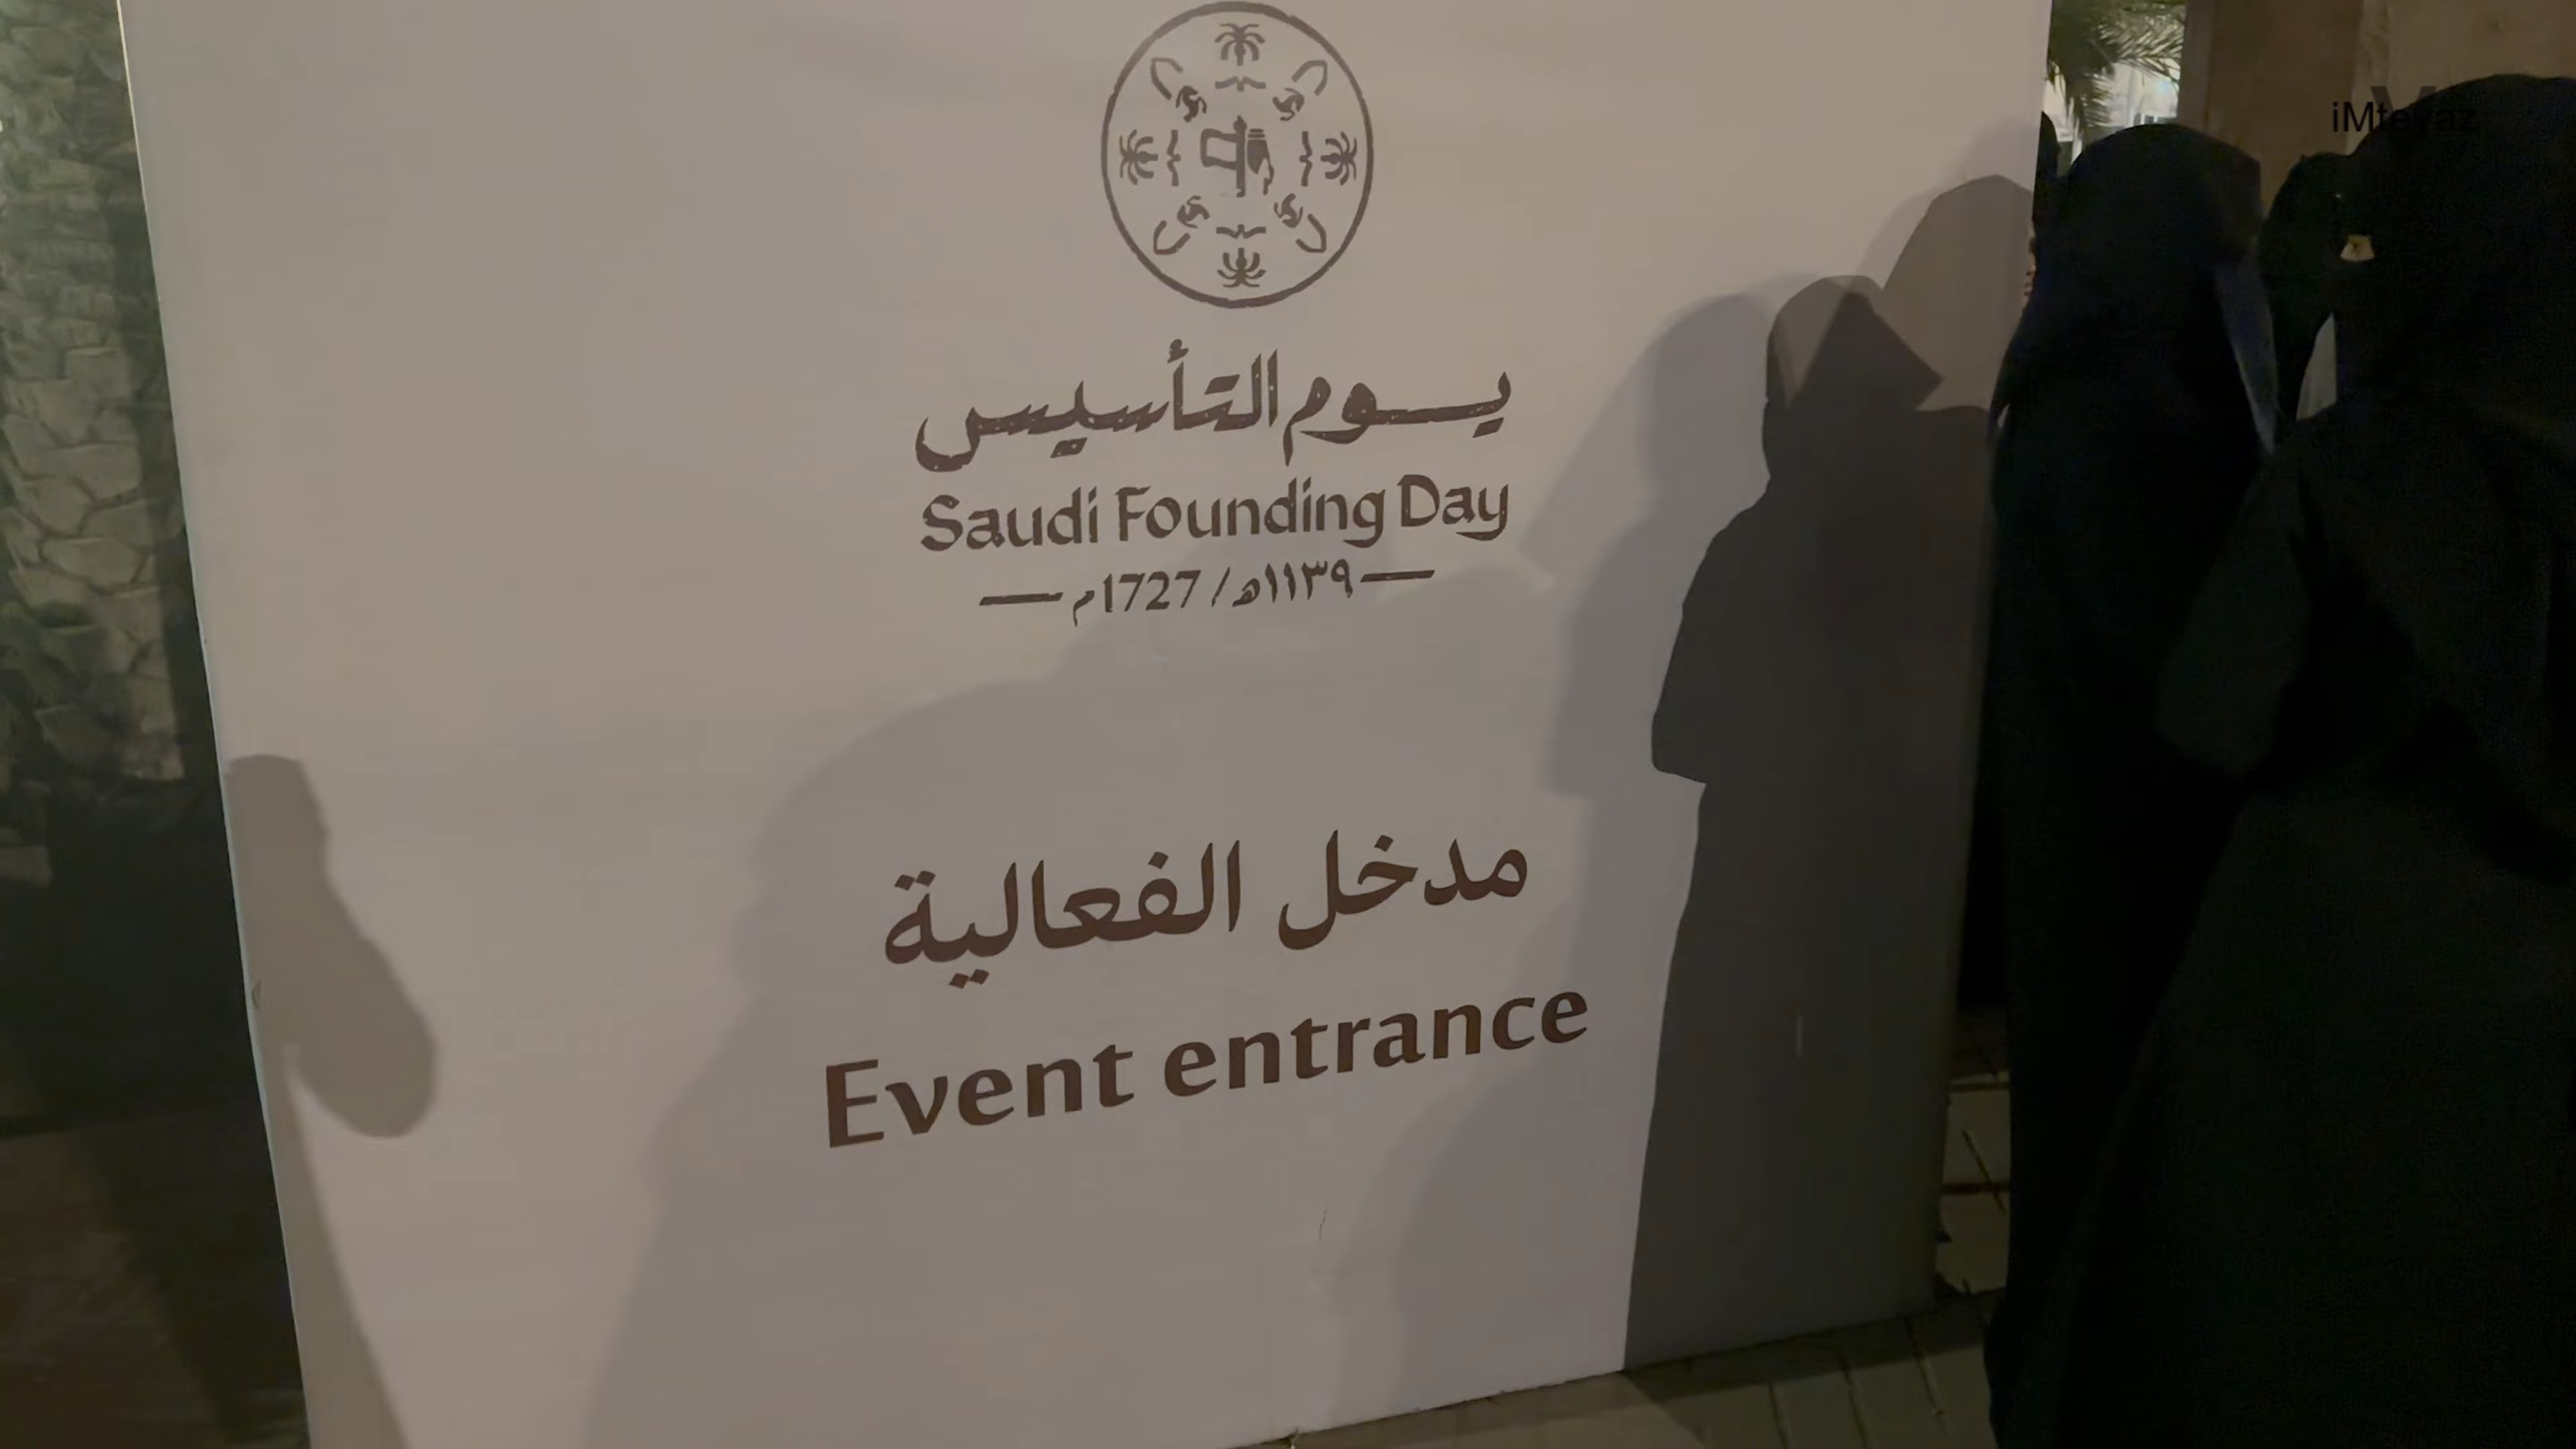 يوم التأسيس
Saudi Founding Day
١١٣٩هـ / 1727م
مدخل الفعالية
Event entrance
iMteyaz